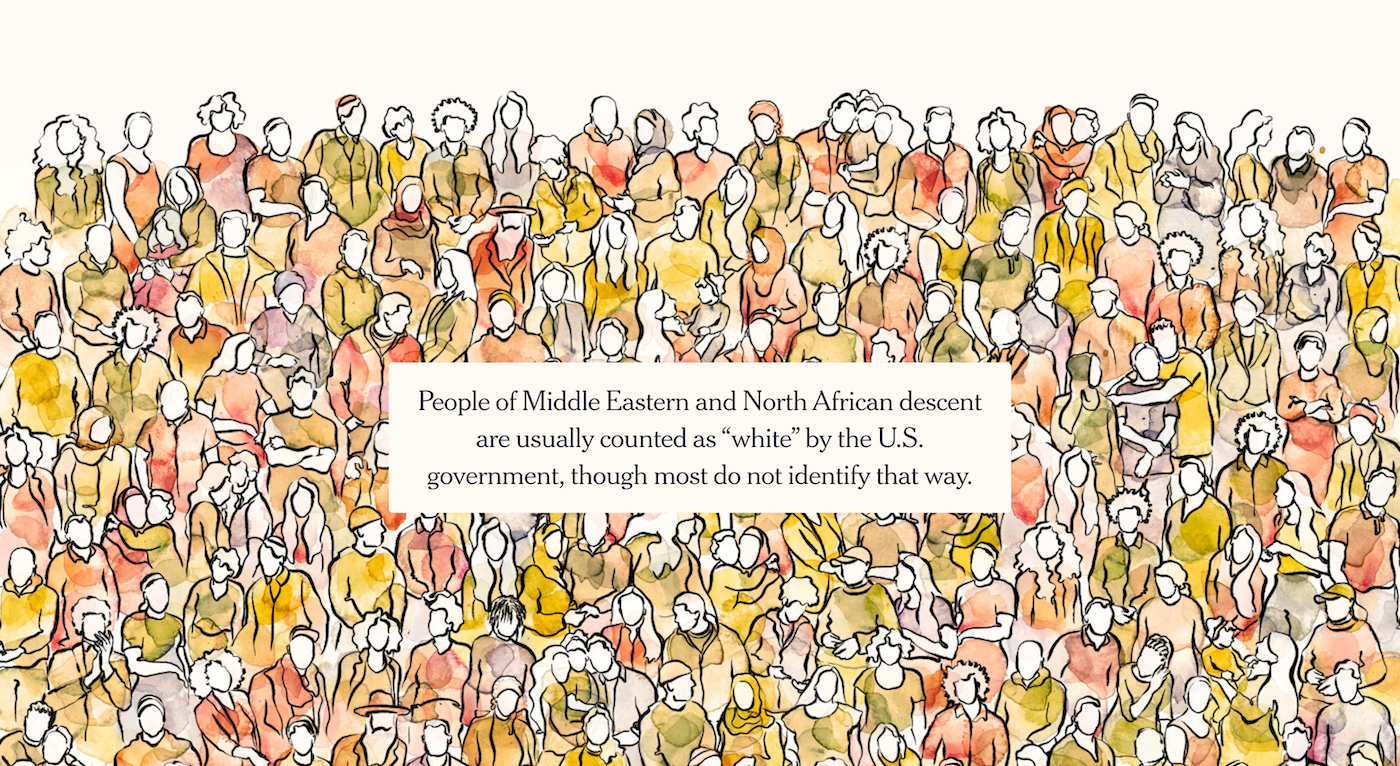 People of Middle Eastern and North African descent
are usually counted as “white” by the U.S.
government, though most do not identify that way.